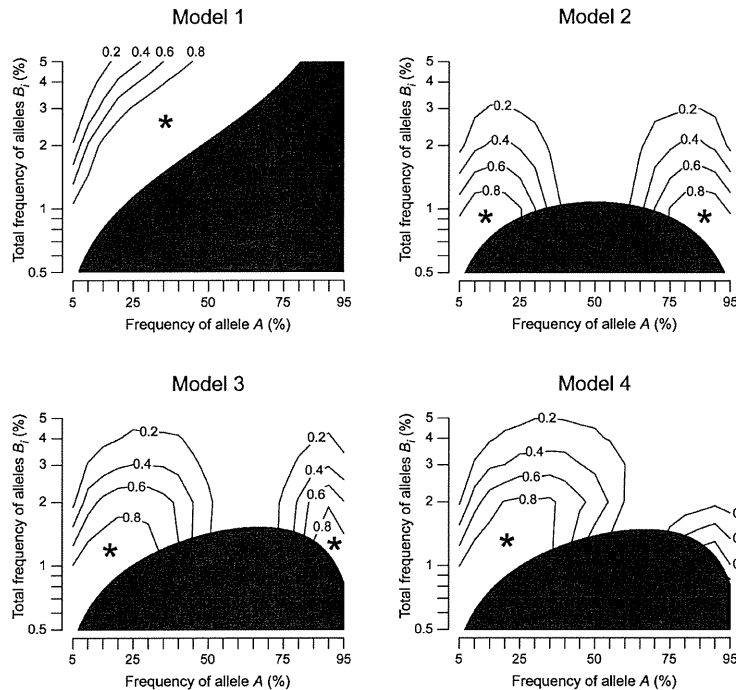 Model 1
Total frequency of alleles Bi (%)
5
4
3
2
1
0.5
0.2 0.4 0.6 0.8
*
5 25 50 75 95
Frequency of allele A (%)
Model 2
Total frequency of alleles Bi (%)
5
4
3
2
1
0.5
0.2 0.2
0.4 0.4
0.6 0.6
0.8 0.8
* *
5 25 50 75 95
Frequency of allele A (%)
Model 3
Total frequency of alleles Bi (%)
5
4
3
2
1
0.5
0.2 0.2
0.4 0.4
0.6 0.6
0.8 0.8
* *
5 25 50 75 95
Frequency of allele A (%)
Model 4
Total frequency of alleles Bi (%)
5
4
3
2
1
0.5
0.2
0.4
0.6
0.8
*
5 25 50 75 95
Frequency of allele A (%)